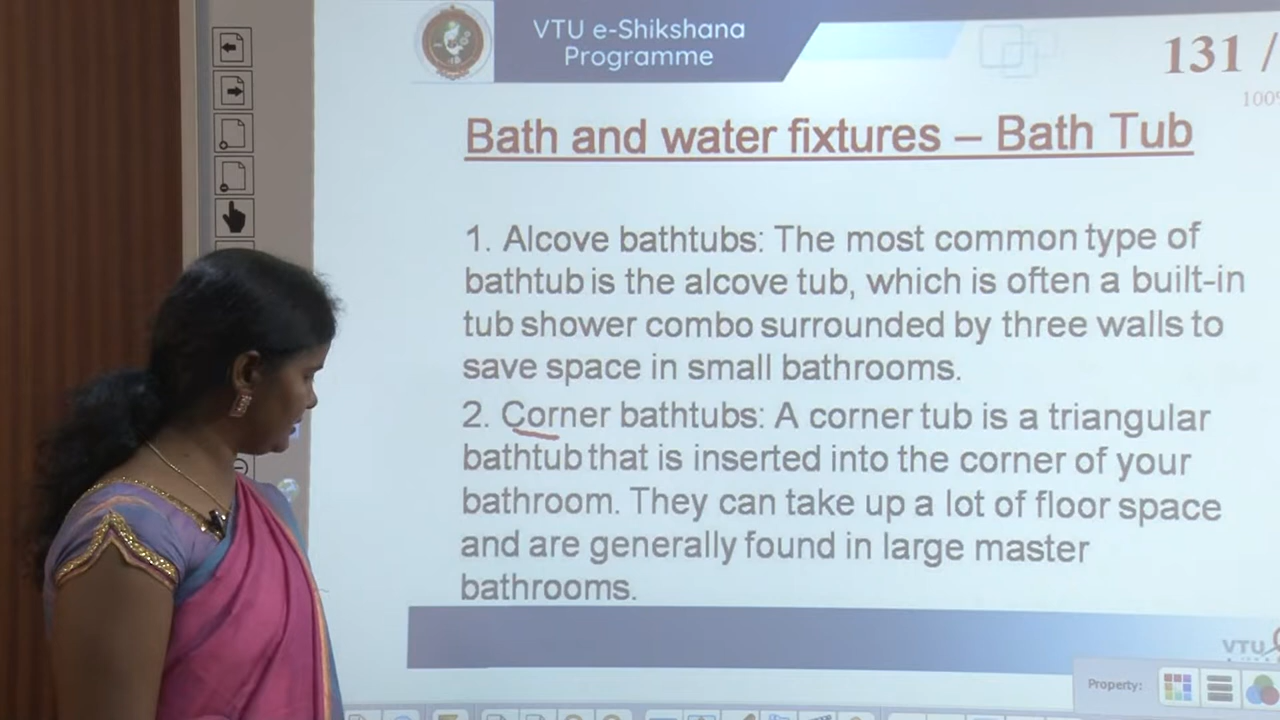 VTU e-Shikshana
Programme
131 /
100%
Bath and water fixtures – Bath Tub
1. Alcove bathtubs: The most common type of
bathtub is the alcove tub, which is often a built-in
tub shower combo surrounded by three walls to
save space in small bathrooms.
2. Corner bathtubs: A corner tub is a triangular
bathtub that is inserted into the corner of your
bathroom. They can take up a lot of floor space
and are generally found in large master
bathrooms.
VTU
Property: